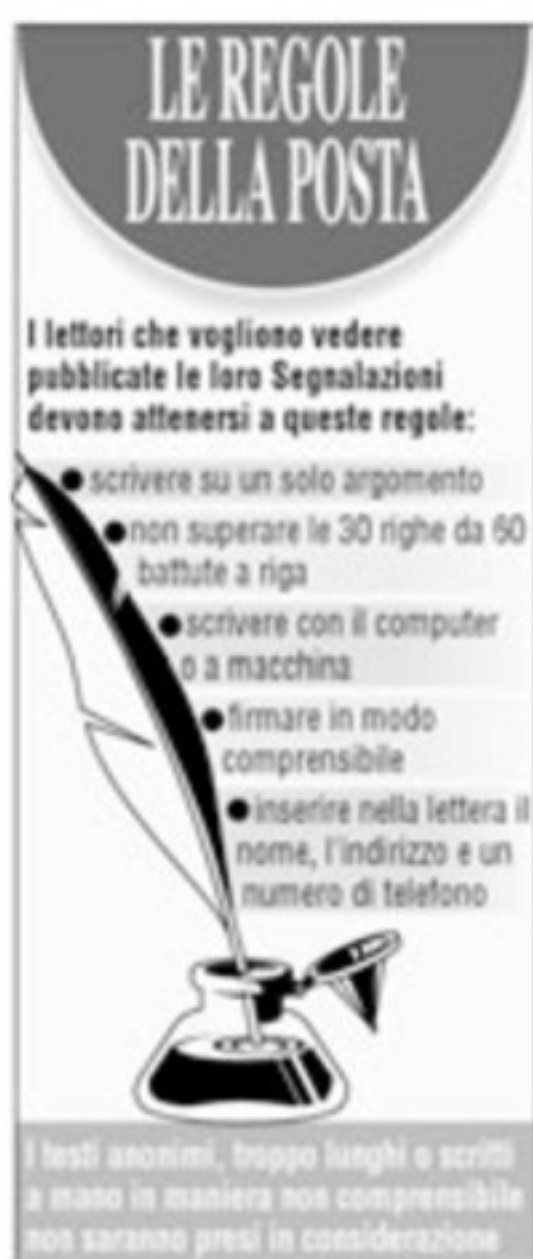 LE REGOLE
DELLA POSTA
I lettori che vogliono vedere
pubblicate le loro Segnalazioni
devono attenersi a queste regole:
● scrivere su un solo argomento
● non superare le 30 righe da 60
battute a riga
● scrivere con il computer
o a macchina
● firmare in modo
comprensibile
● inserire nella lettera il
nome, l'indirizzo e un
numero di telefono
I testi anonimi, troppo lunghi o scritti
a mano in maniera non comprensibile
non saranno presi in considerazione